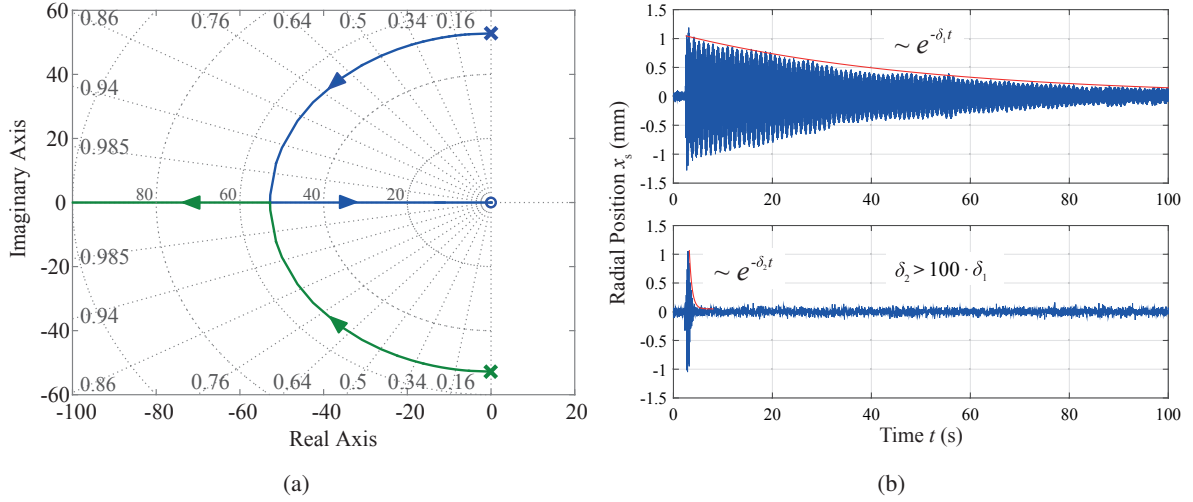 60
40
20
0
-20
-40
-60
Imaginary Axis
0.86 0.76 0.64 0.5 0.34 0.16
0.94
0.985
80 60 40 20
0.985
0.94
0.86 0.76 0.64 0.5 0.34 0.16
-100 -80 -60 -40 -20 0 20
Real Axis
(a)
Radial Position xₛ (mm)
1.5
1
0.5
0
-0.5
-1
-1.5
~ e^{-δ₁t}
0 20 40 60 80 100
1.5
1
0.5
0
-0.5
-1
-1.5
~ e^{-δ₂t}
δ₂ > 100 · δ₁
0 20 40 60 80 100
Time t (s)
(b)